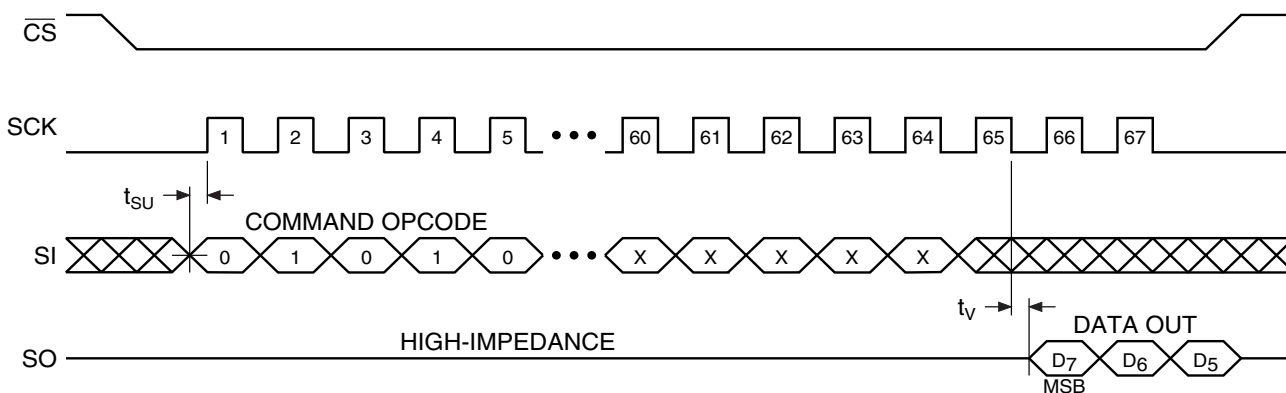 CS
SCK 1 2 3 4 5 ••• 60 61 62 63 64 65 66 67
tSU
COMMAND OPCODE
SI 0 1 0 1 0 ••• X X X X X
tV
HIGH-IMPEDANCE DATA OUT
SO D7 D6 D5
MSB